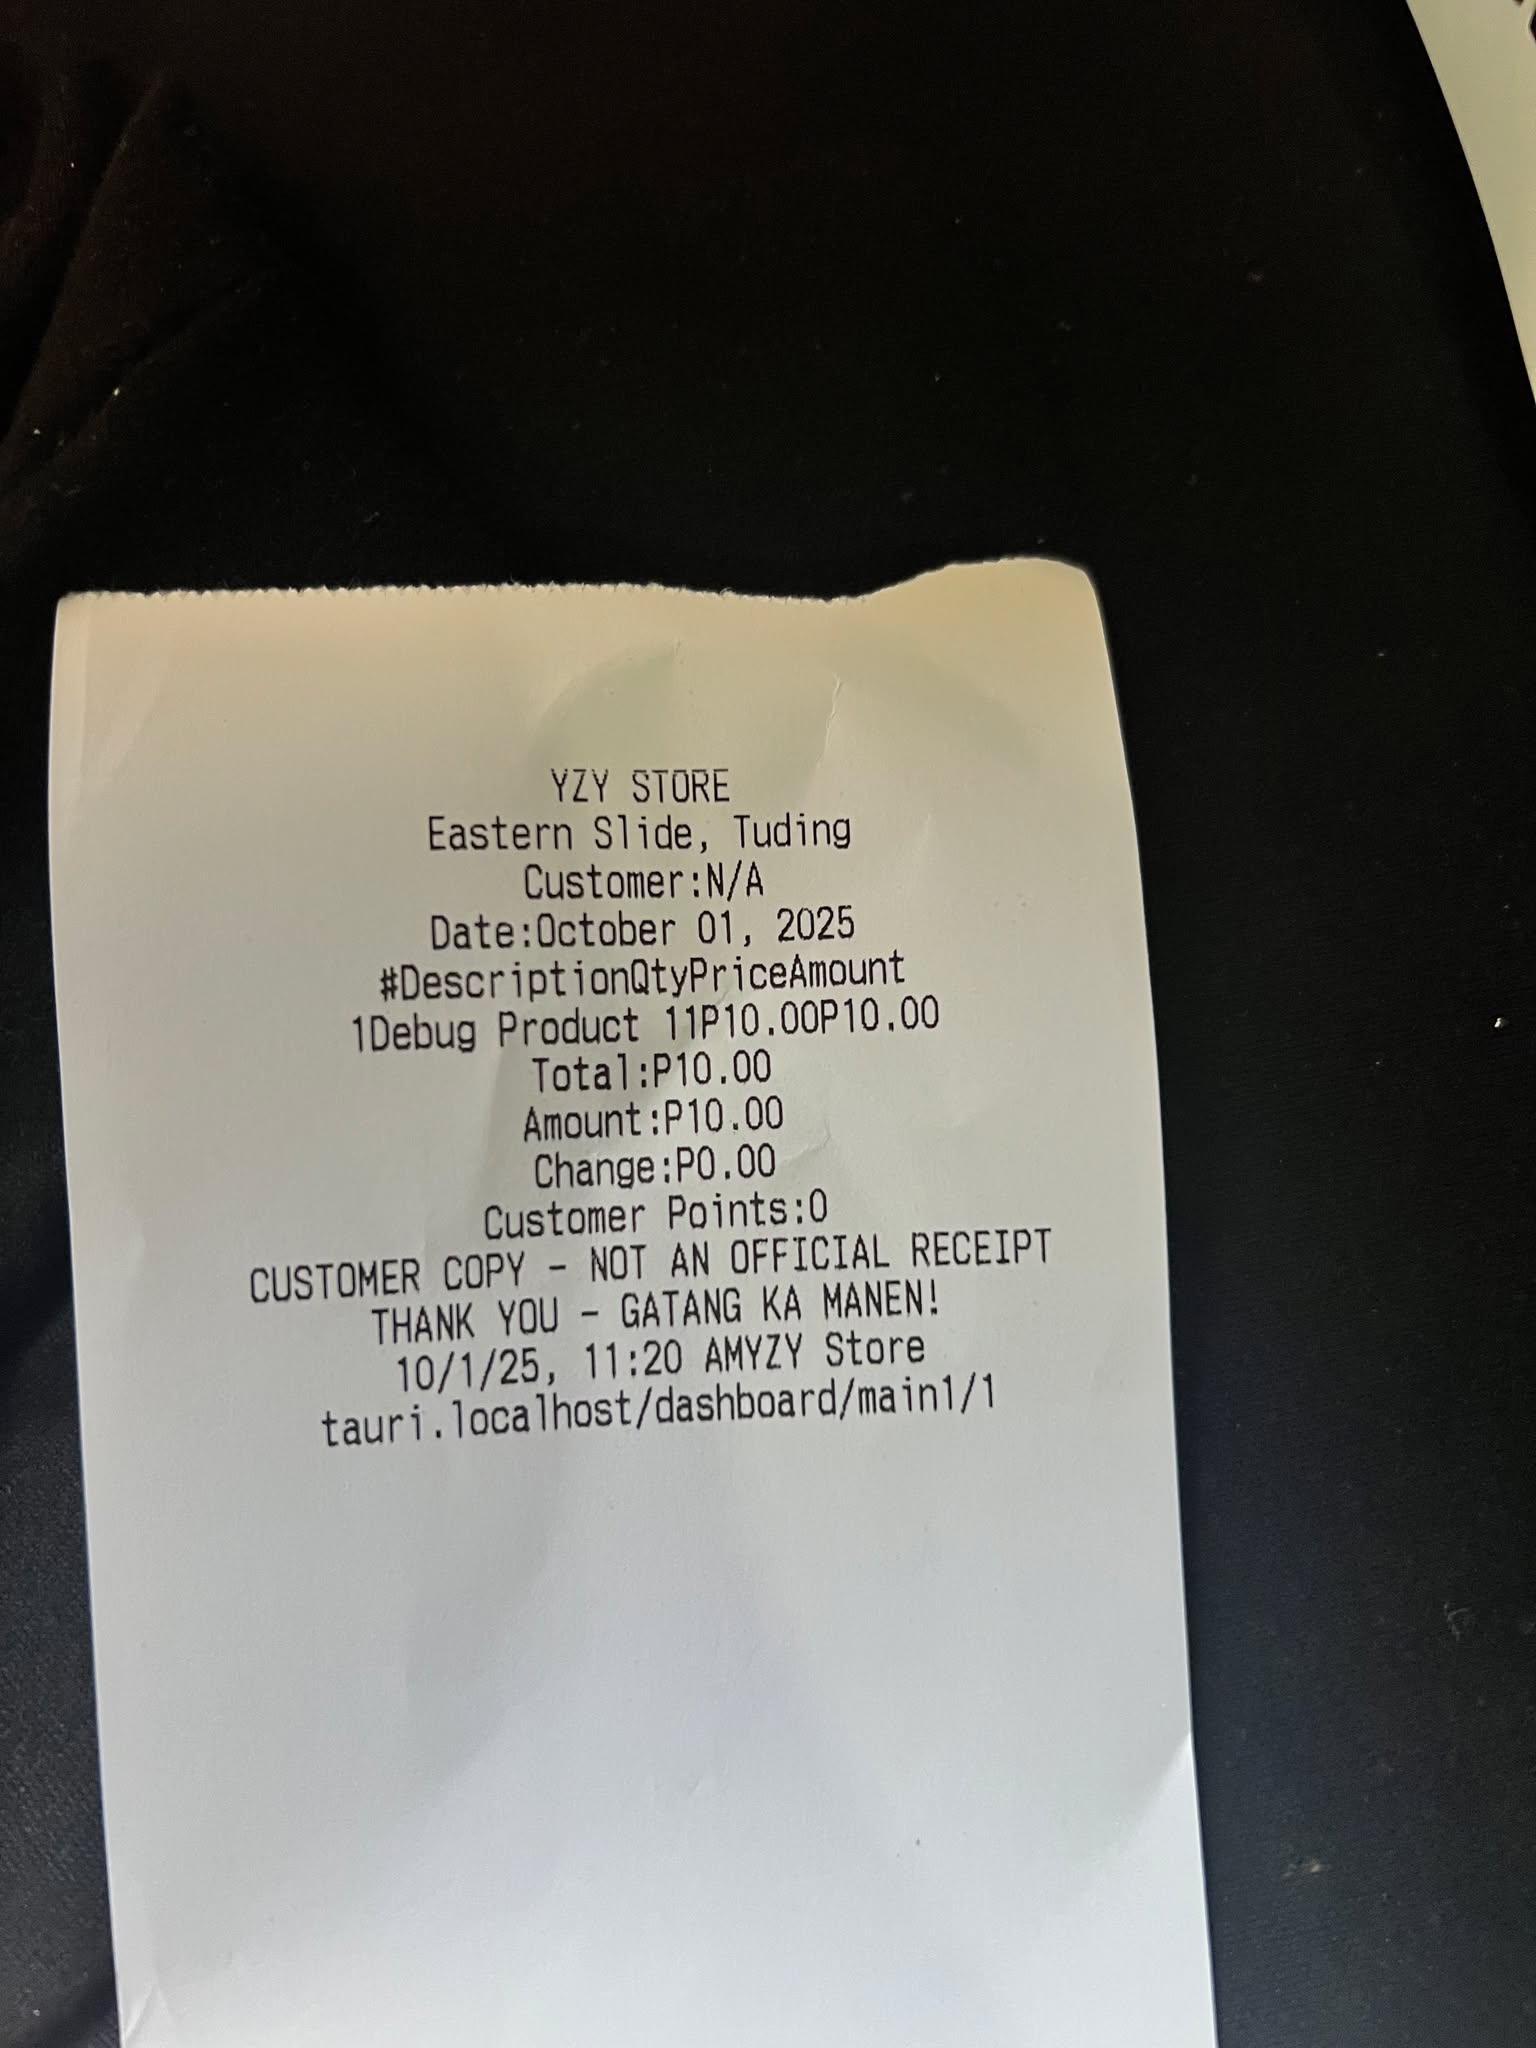 YZY STORE
Eastern Slide, Tuding
Customer:N/A
Date:October 01, 2025
#DescriptionQtyPriceAmount
1Debug Product 11P10.00P10.00
Total:P10.00
Amount:P10.00
Change:P0.00
Customer Points:0
CUSTOMER COPY - NOT AN OFFICIAL RECEIPT
THANK YOU - GATANG KA MANEN!
10/1/25, 11:20 AMYZY Store
tauri.localhost/dashboard/main1/1